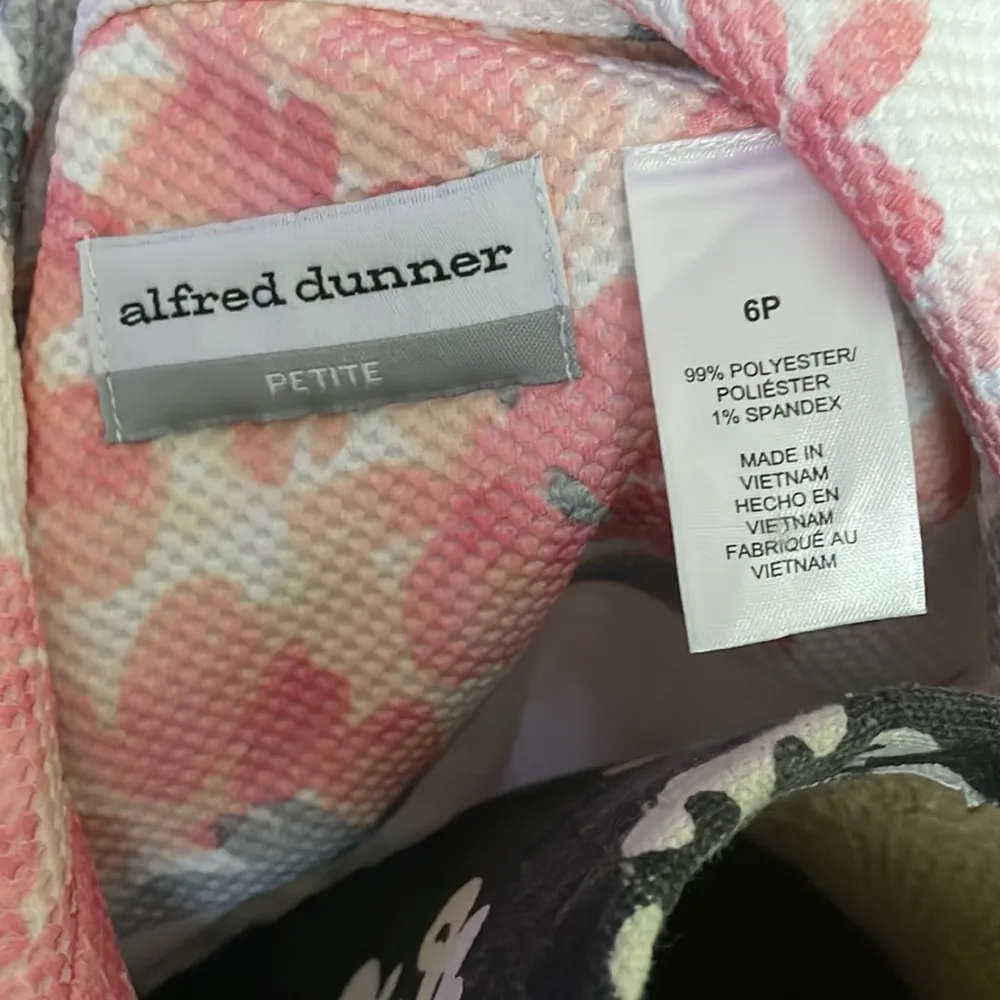 alfred dunner
PETITE
6P
99% POLYESTER/
POLIÉSTER
1% SPANDEX
MADE IN
VIETNAM
HECHO EN
VIETNAM
FABRIQUÉ AU
VIETNAM